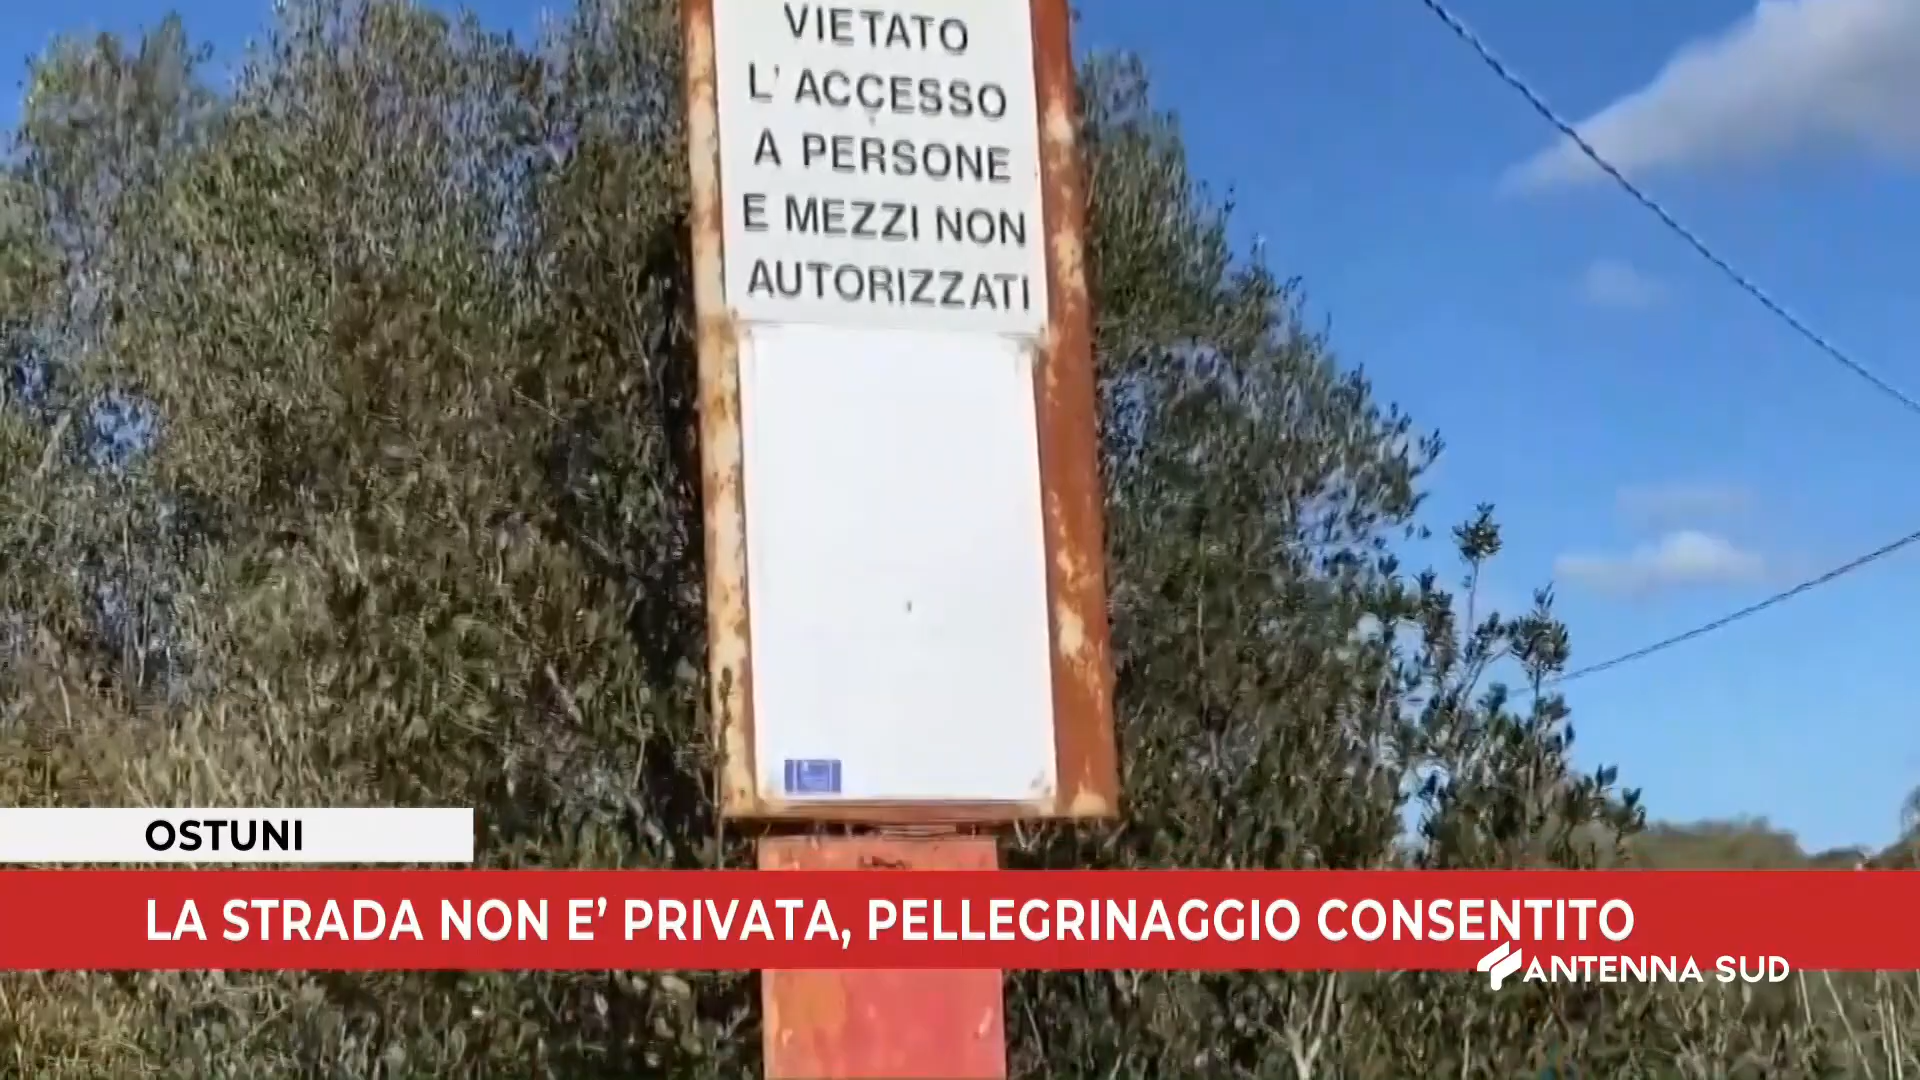 VIETATO
L' ACCESSO
A PERSONE
E MEZZI NON
AUTORIZZATI
OSTUNI
LA STRADA NON E' PRIVATA, PELLEGRINAGGIO CONSENTITO
ANTENNA SUD